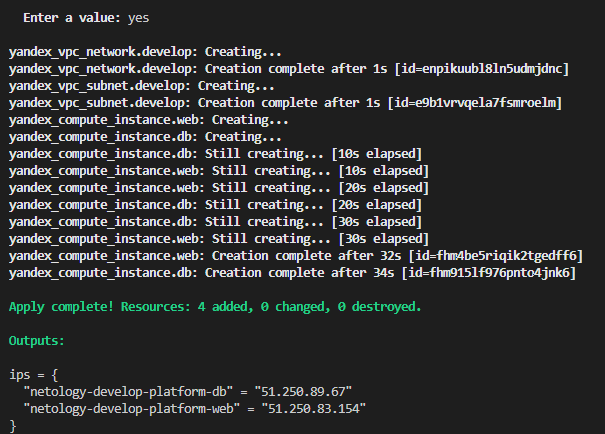 Enter a value: yes
yandex_vpc_network.develop: Creating...
yandex_vpc_network.develop: Creation complete after 1s [id=enpikuubl8ln5udmjdnc]
yandex_vpc_subnet.develop: Creating...
yandex_vpc_subnet.develop: Creation complete after 1s [id=e9b1vrvqela7fsmroelm]
yandex_compute_instance.web: Creating...
yandex_compute_instance.db: Creating...
yandex_compute_instance.db: Still creating... [10s elapsed]
yandex_compute_instance.web: Still creating... [10s elapsed]
yandex_compute_instance.web: Still creating... [20s elapsed]
yandex_compute_instance.db: Still creating... [20s elapsed]
yandex_compute_instance.db: Still creating... [30s elapsed]
yandex_compute_instance.web: Still creating... [30s elapsed]
yandex_compute_instance.web: Creation complete after 32s [id=fhm4be5riqik2tgedff6]
yandex_compute_instance.db: Creation complete after 34s [id=fhm915lf976pnto4jnk6]
Apply complete! Resources: 4 added, 0 changed, 0 destroyed.
Outputs:
ips = {
"netology-develop-platform-db" = "51.250.89.67"
"netology-develop-platform-web" = "51.250.83.154"
}